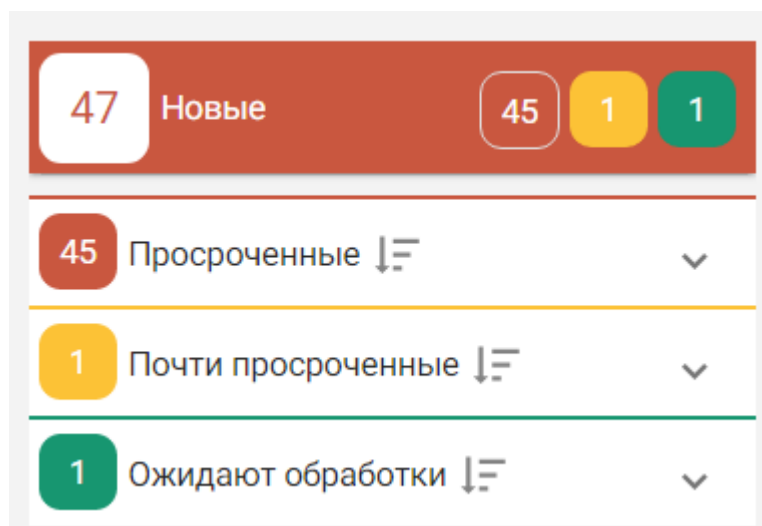 47 Новые 45 1 1
45 Просроченные
1 Почти просроченные
1 Ожидают обработки